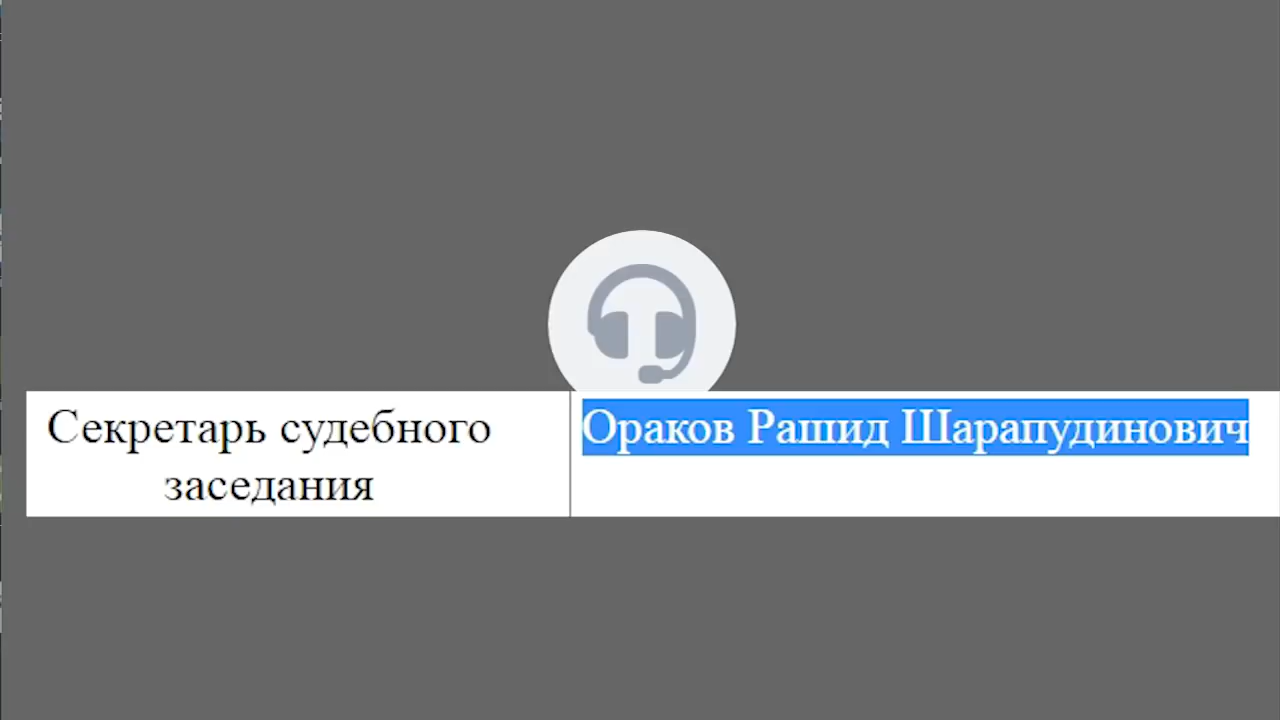 Секретарь судебного
заседания
Ораков Рашид Шарапудинович